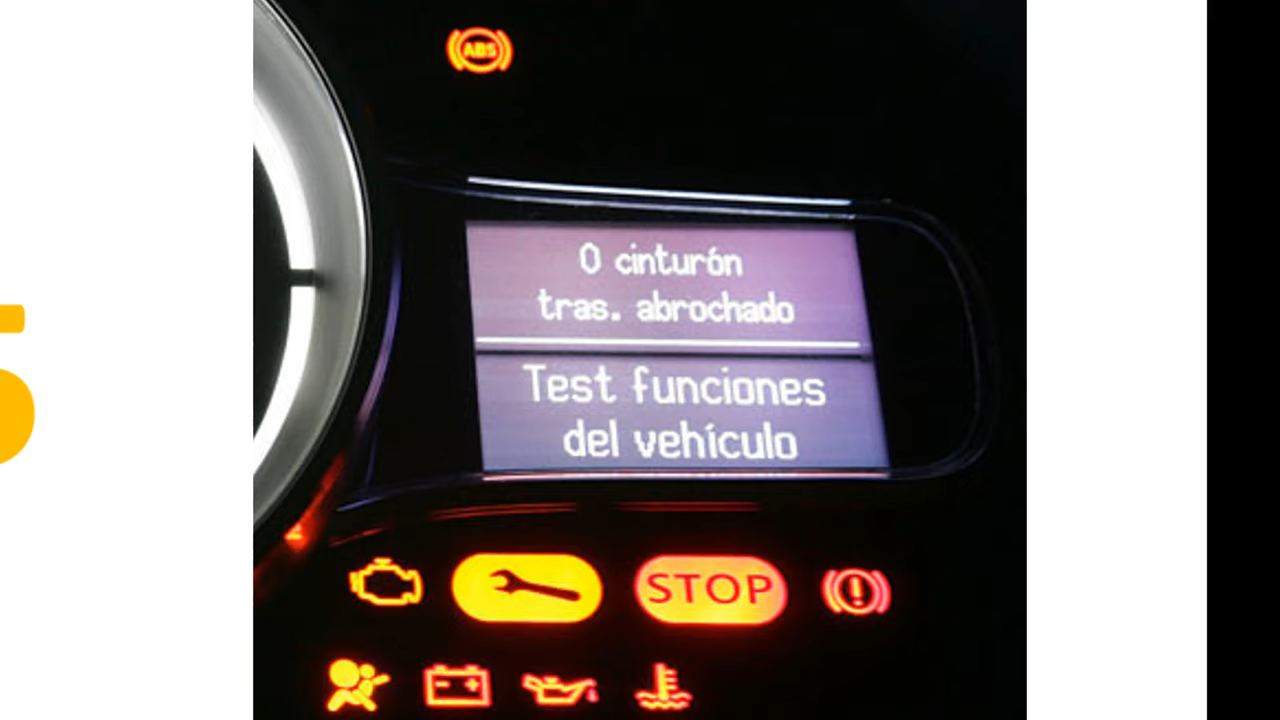 ABS
0 cinturón
tras. abrochado
Test funciones
del vehículo
STOP